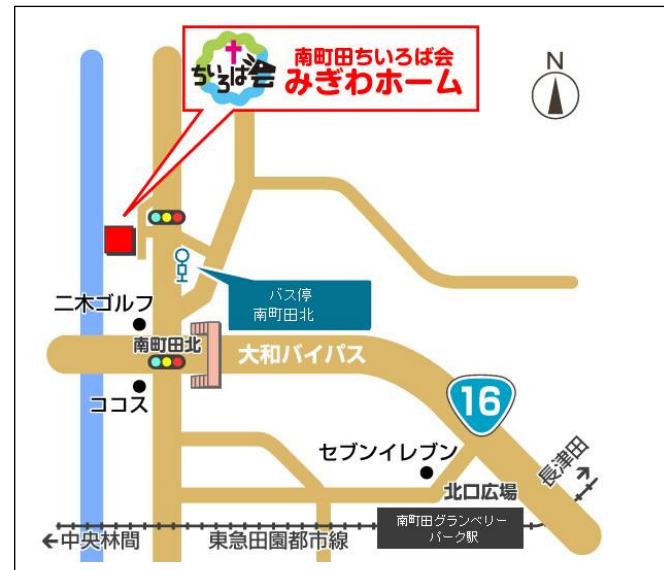 ちいろば会
南町田ちいろば会
みぎわホーム
N
バス停
南町田北
二木ゴルフ
南町田北
大和バイパス
ココス
16
セブンイレブン
長津田
北口広場
南町田グランベリー
パーク駅
←中央林間
東急田園都市線